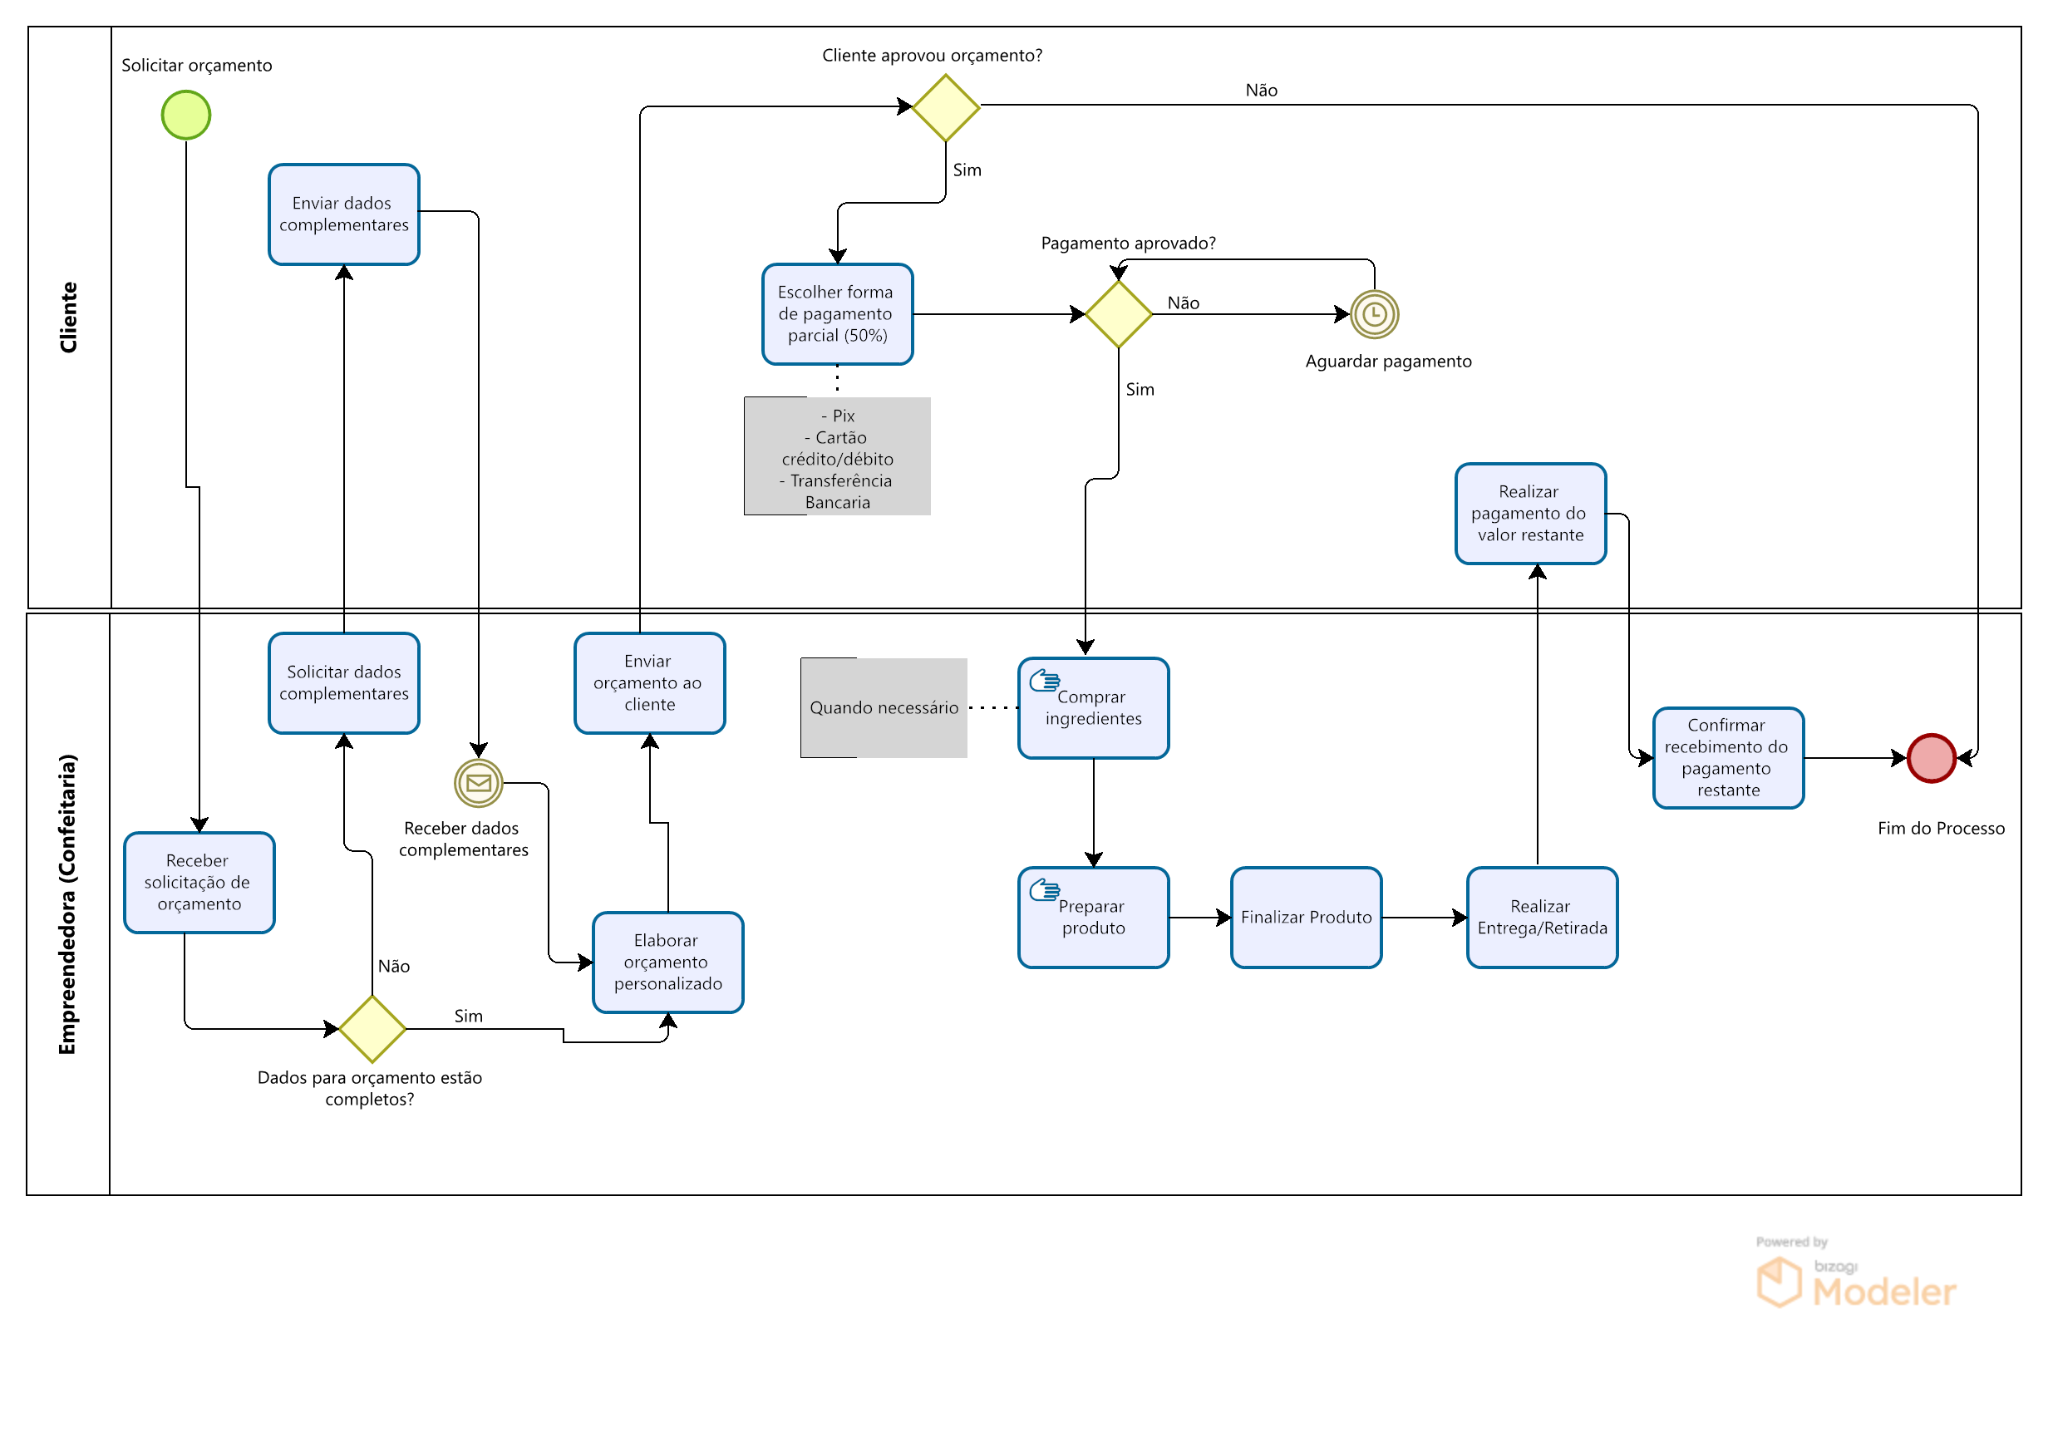 Cliente
Solicitar orçamento
Enviar dados
complementares
Cliente aprovou orçamento?
Não
Sim
Escolher forma
de pagamento
parcial (50%)
- Pix
- Cartão
crédito/débito
- Transferência
Bancaria
Pagamento aprovado?
Não
Aguardar pagamento
Sim
Realizar
pagamento do
valor restante
Empreendedora (Confeitaria)
Receber
solicitação de
orçamento
Solicitar dados
complementares
Não
Dados para orçamento estão
completos?
Sim
Receber dados
complementares
Elaborar
orçamento
personalizado
Enviar
orçamento ao
cliente
Quando necessário
Comprar
ingredientes
Preparar
produto
Finalizar Produto
Realizar
Entrega/Retirada
Confirmar
recebimento do
pagamento
restante
Fim do Processo
Powered by
bizagi
Modeler